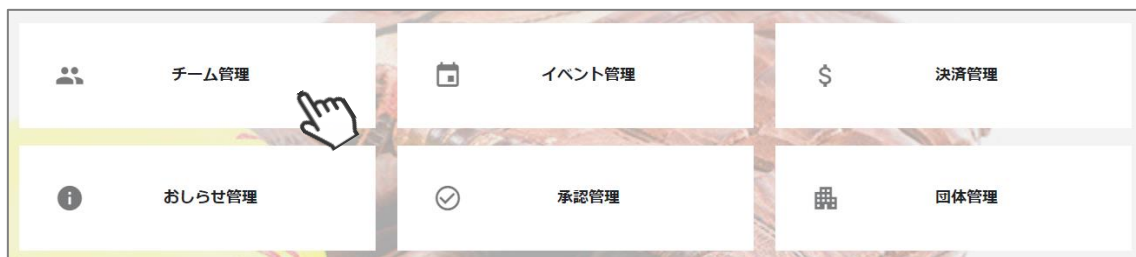 チーム管理
イベント管理
決済管理
おしらせ管理
承認管理
団体管理